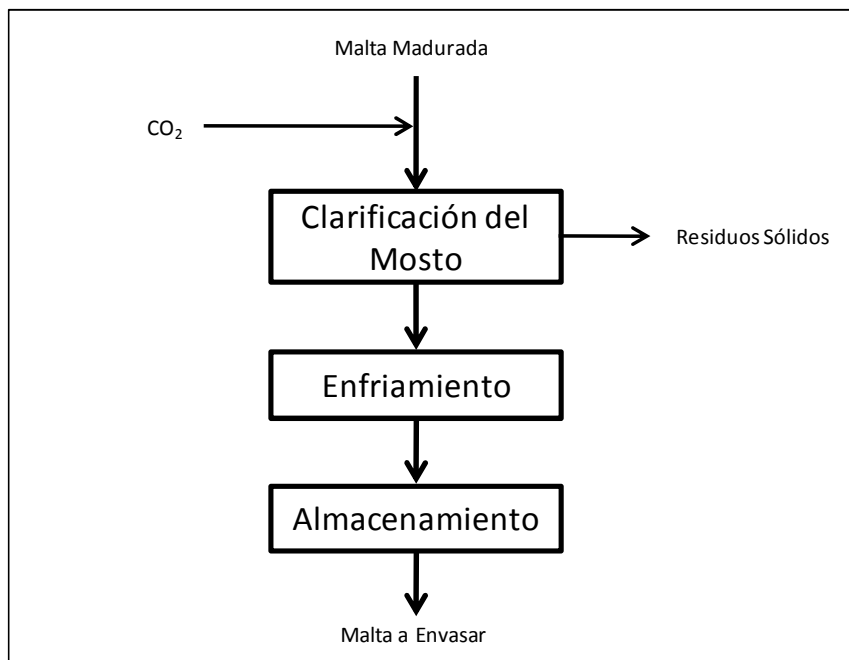 Malta Madurada
CO₂
Clarificación del
Mosto
Residuos Sólidos
Enfriamiento
Almacenamiento
Malta a Envasar